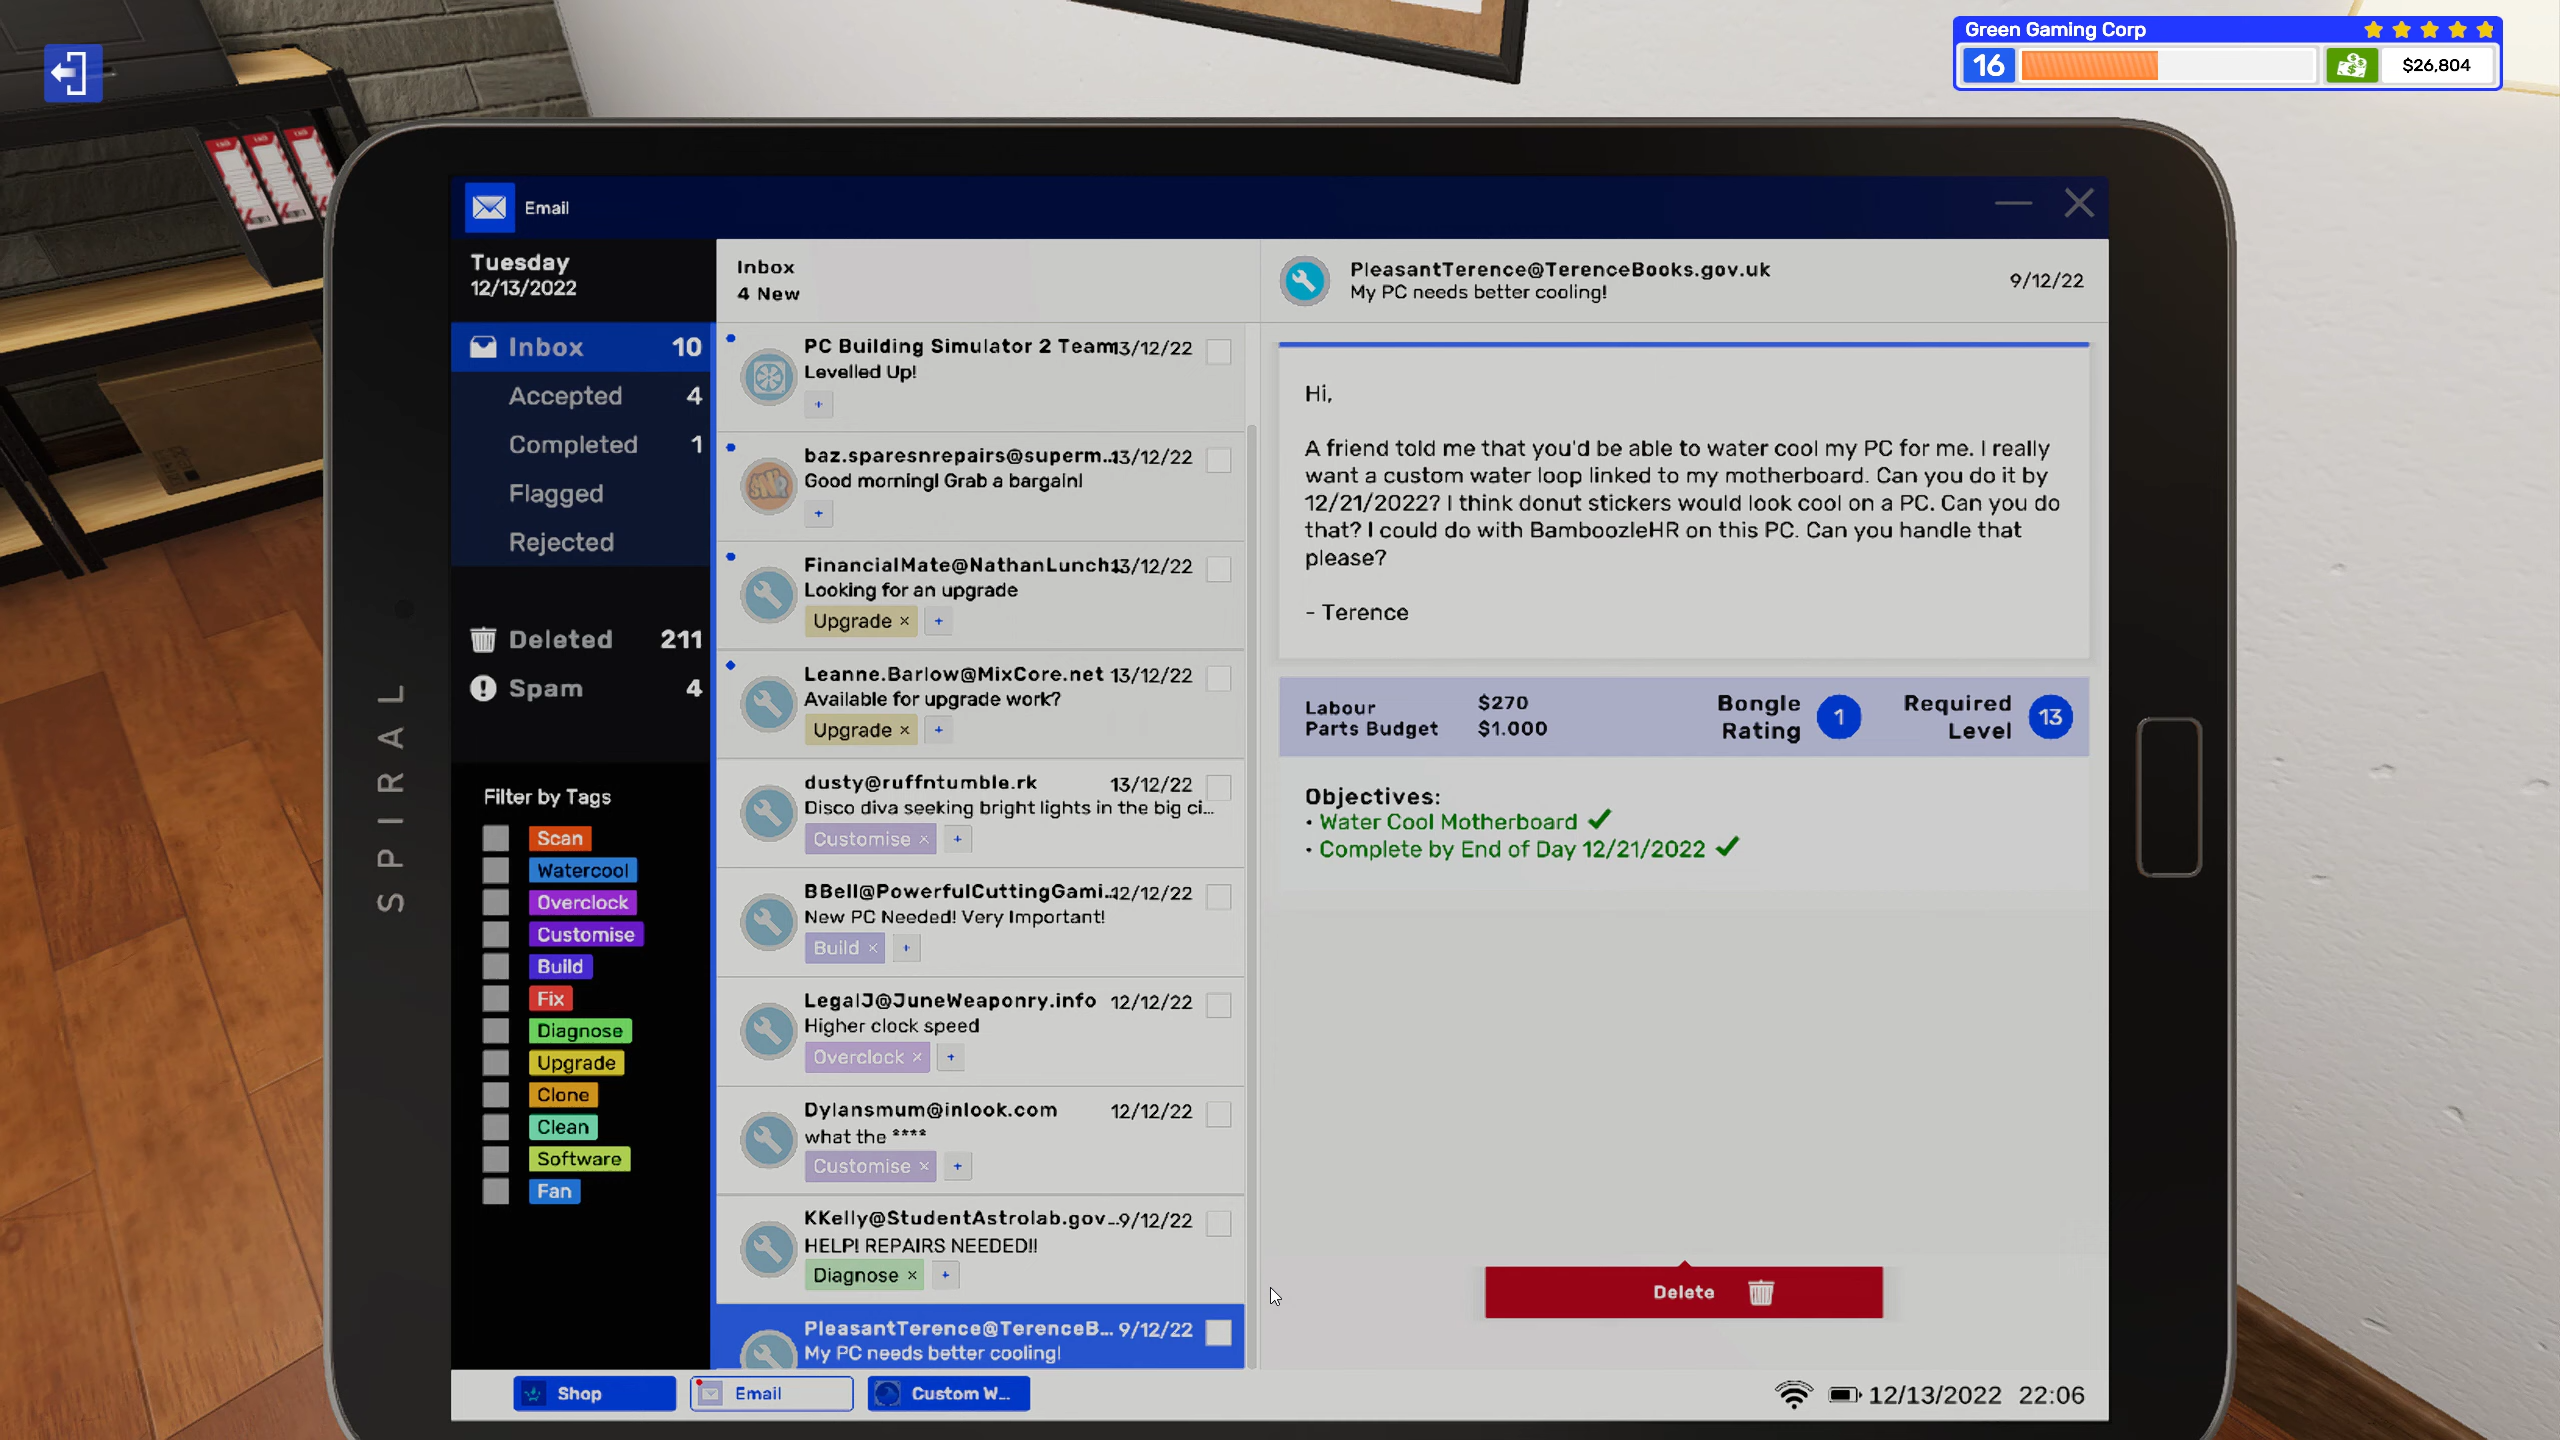 Green Gaming Corp
16
$26,804
Email
Tuesday
12/13/2022
Inbox 10
Accepted 4
Completed 1
Flagged
Rejected
Deleted 211
Spam 4
Filter by Tags
Scan
Watercool
Overclock
Customise
Build
Fix
Diagnose
Upgrade
Clone
Clean
Software
Fan
Inbox
4 New
PC Building Simulator 2 Team 13/12/22
Levelled Up!
+
baz.sparesnrepairs@superm... 13/12/22
Good morning! Grab a bargain!
SNR
+
FinancialMate@NathanLunch... 13/12/22
Looking for an upgrade
Upgrade × +
Leanne.Barlow@MixCore.net 13/12/22
Available for upgrade work?
Upgrade × +
dusty@ruffntumble.rk 13/12/22
Disco diva seeking bright lights in the big ci...
Customise × +
BBell@PowerfulCuttingGami... 12/12/22
New PC Needed! Very Important!
Build × +
LegalJ@JuneWeaponry.info 12/12/22
Higher clock speed
Overclock × +
Dylansmum@inlook.com 12/12/22
what the ****
Customise × +
KKelly@StudentAstrolab.gov... 9/12/22
HELP! REPAIRS NEEDED!!
Diagnose × +
PleasantTerence@TerenceB... 9/12/22
My PC needs better cooling!
PleasantTerence@TerenceBooks.gov.uk
My PC needs better cooling!
9/12/22
Hi,
A friend told me that you'd be able to water cool my PC for me. I really
want a custom water loop linked to my motherboard. Can you do it by
12/21/2022? I think donut stickers would look cool on a PC. Can you do
that? I could do with BamboozleHR on this PC. Can you handle that
please?
- Terence
Labour $270
Parts Budget $1.000
Bongle Rating 1
Required Level 13
Objectives:
• Water Cool Motherboard ✔
• Complete by End of Day 12/21/2022 ✔
Delete
Shop
Email
Custom W...
12/13/2022 22:06
SPIRAL